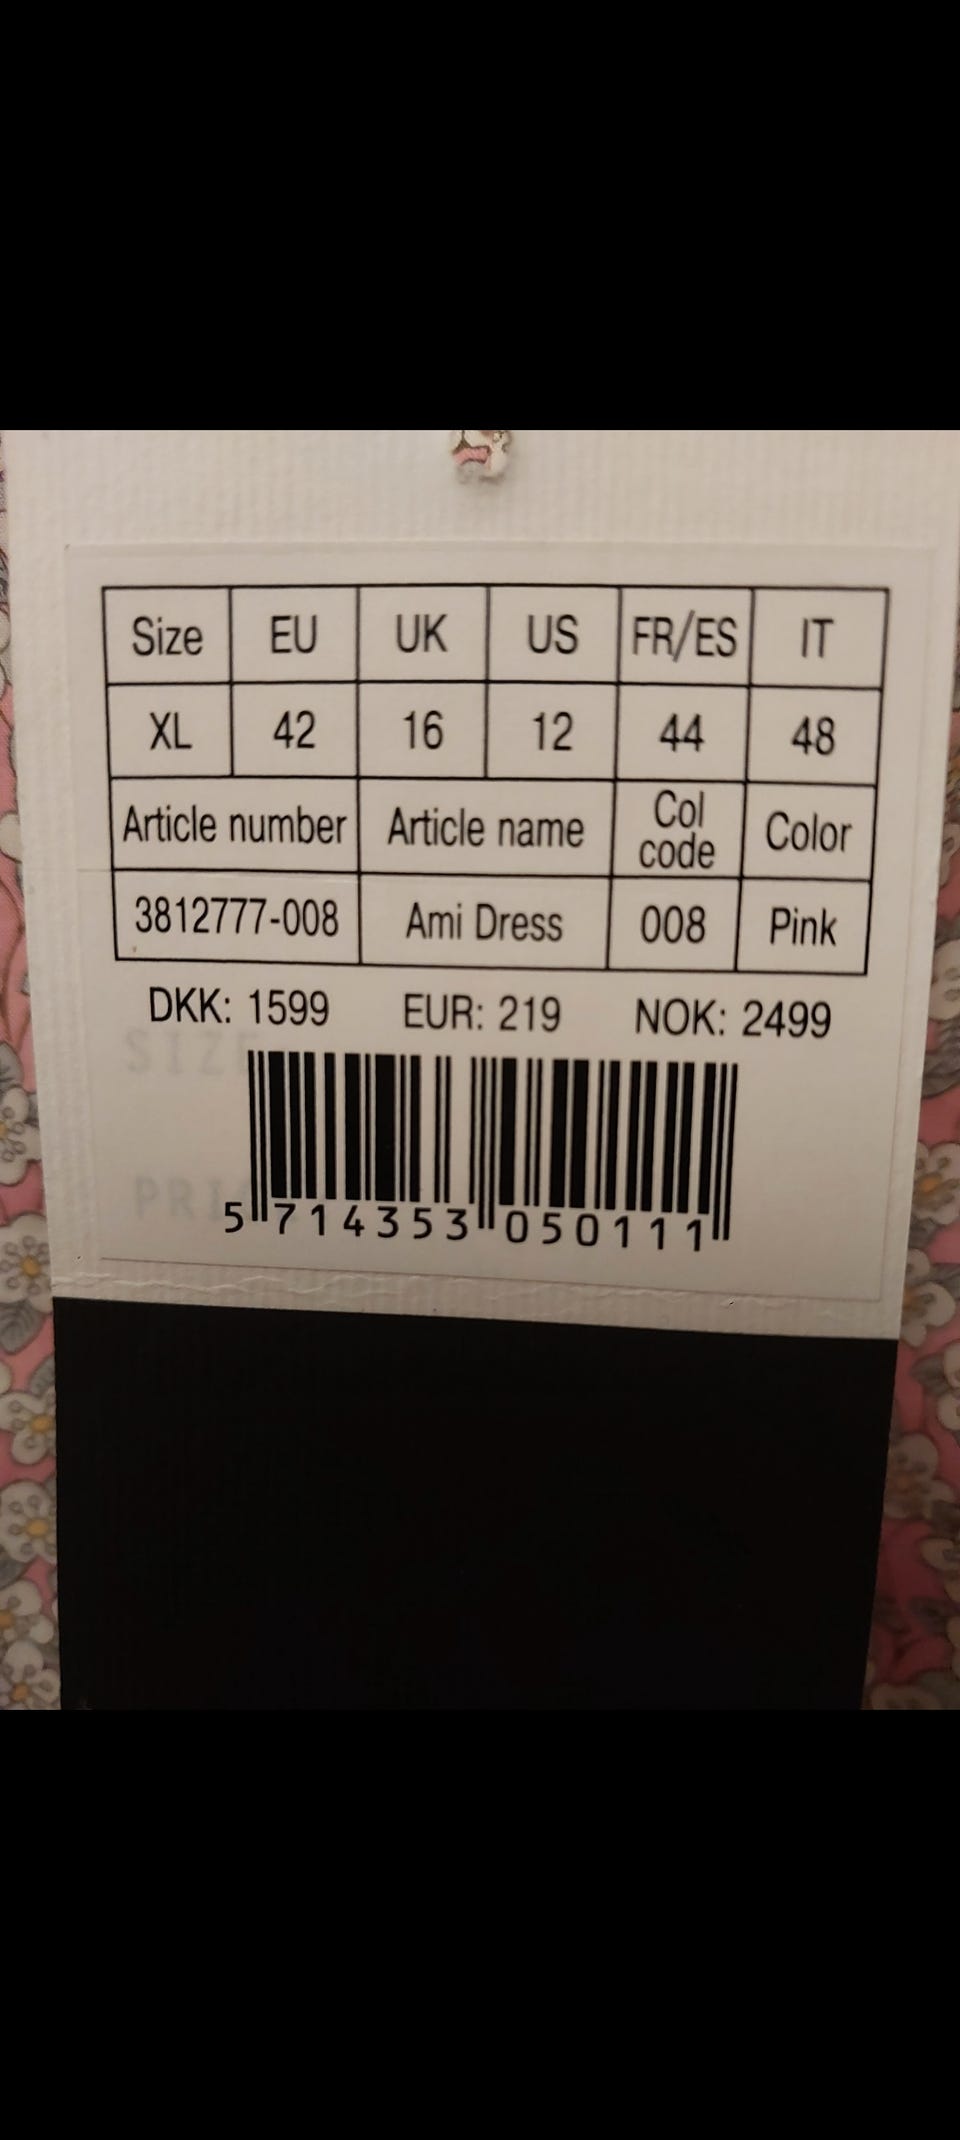 Size EU UK US FR/ES IT
XL 42 16 12 44 48
Article number Article name Col code Color
3812777-008 Ami Dress 008 Pink
DKK: 1599 EUR: 219 NOK: 2499
SIZE
5 714353 050111